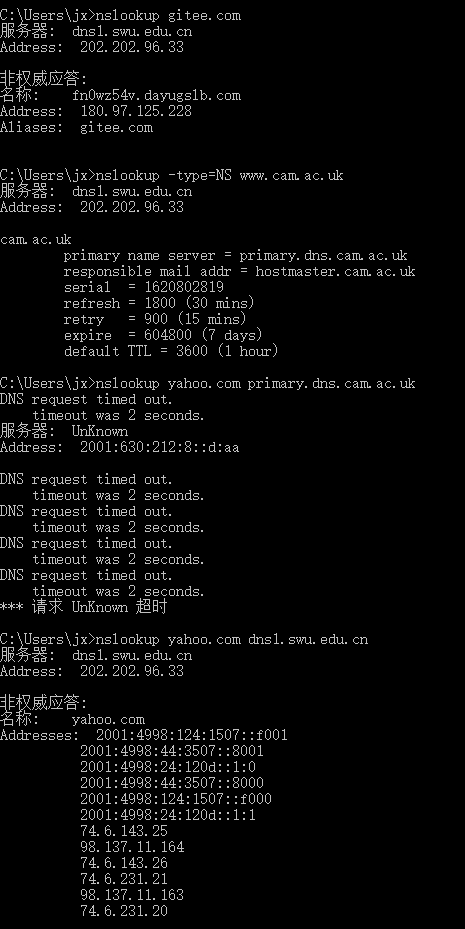 C:\Users\jx>nslookup gitee.com
服务器:  dns1.swu.edu.cn
Address:  202.202.96.33
非权威应答:
名称:    fn0wz54v.dayugslb.com
Address:  180.97.125.228
Aliases:  gitee.com
C:\Users\jx>nslookup -type=NS www.cam.ac.uk
服务器:  dns1.swu.edu.cn
Address:  202.202.96.33
cam.ac.uk
        primary name server = primary.dns.cam.ac.uk
        responsible mail addr = hostmaster.cam.ac.uk
        serial  = 1620802819
        refresh = 1800 (30 mins)
        retry   = 900 (15 mins)
        expire  = 604800 (7 days)
        default TTL = 3600 (1 hour)
C:\Users\jx>nslookup yahoo.com primary.dns.cam.ac.uk
DNS request timed out.
    timeout was 2 seconds.
服务器:  UnKnown
Address:  2001:630:212:8::d:aa
DNS request timed out.
    timeout was 2 seconds.
DNS request timed out.
    timeout was 2 seconds.
DNS request timed out.
    timeout was 2 seconds.
DNS request timed out.
    timeout was 2 seconds.
*** 请求 UnKnown 超时
C:\Users\jx>nslookup yahoo.com dns1.swu.edu.cn
服务器:  dns1.swu.edu.cn
Address:  202.202.96.33
非权威应答:
名称:    yahoo.com
Addresses:  2001:4998:124:1507::f001
          2001:4998:44:3507::8001
          2001:4998:24:120d::1:0
          2001:4998:44:3507::8000
          2001:4998:124:1507::f000
          2001:4998:24:120d::1:1
          74.6.143.25
          98.137.11.164
          74.6.143.26
          74.6.231.21
          98.137.11.163
          74.6.231.20